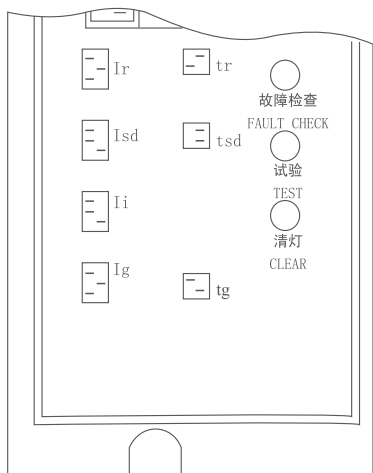 Ir
tr
故障检查
FAULT CHECK
Isd
tsd
试验
TEST
Ii
清灯
CLEAR
Ig
tg